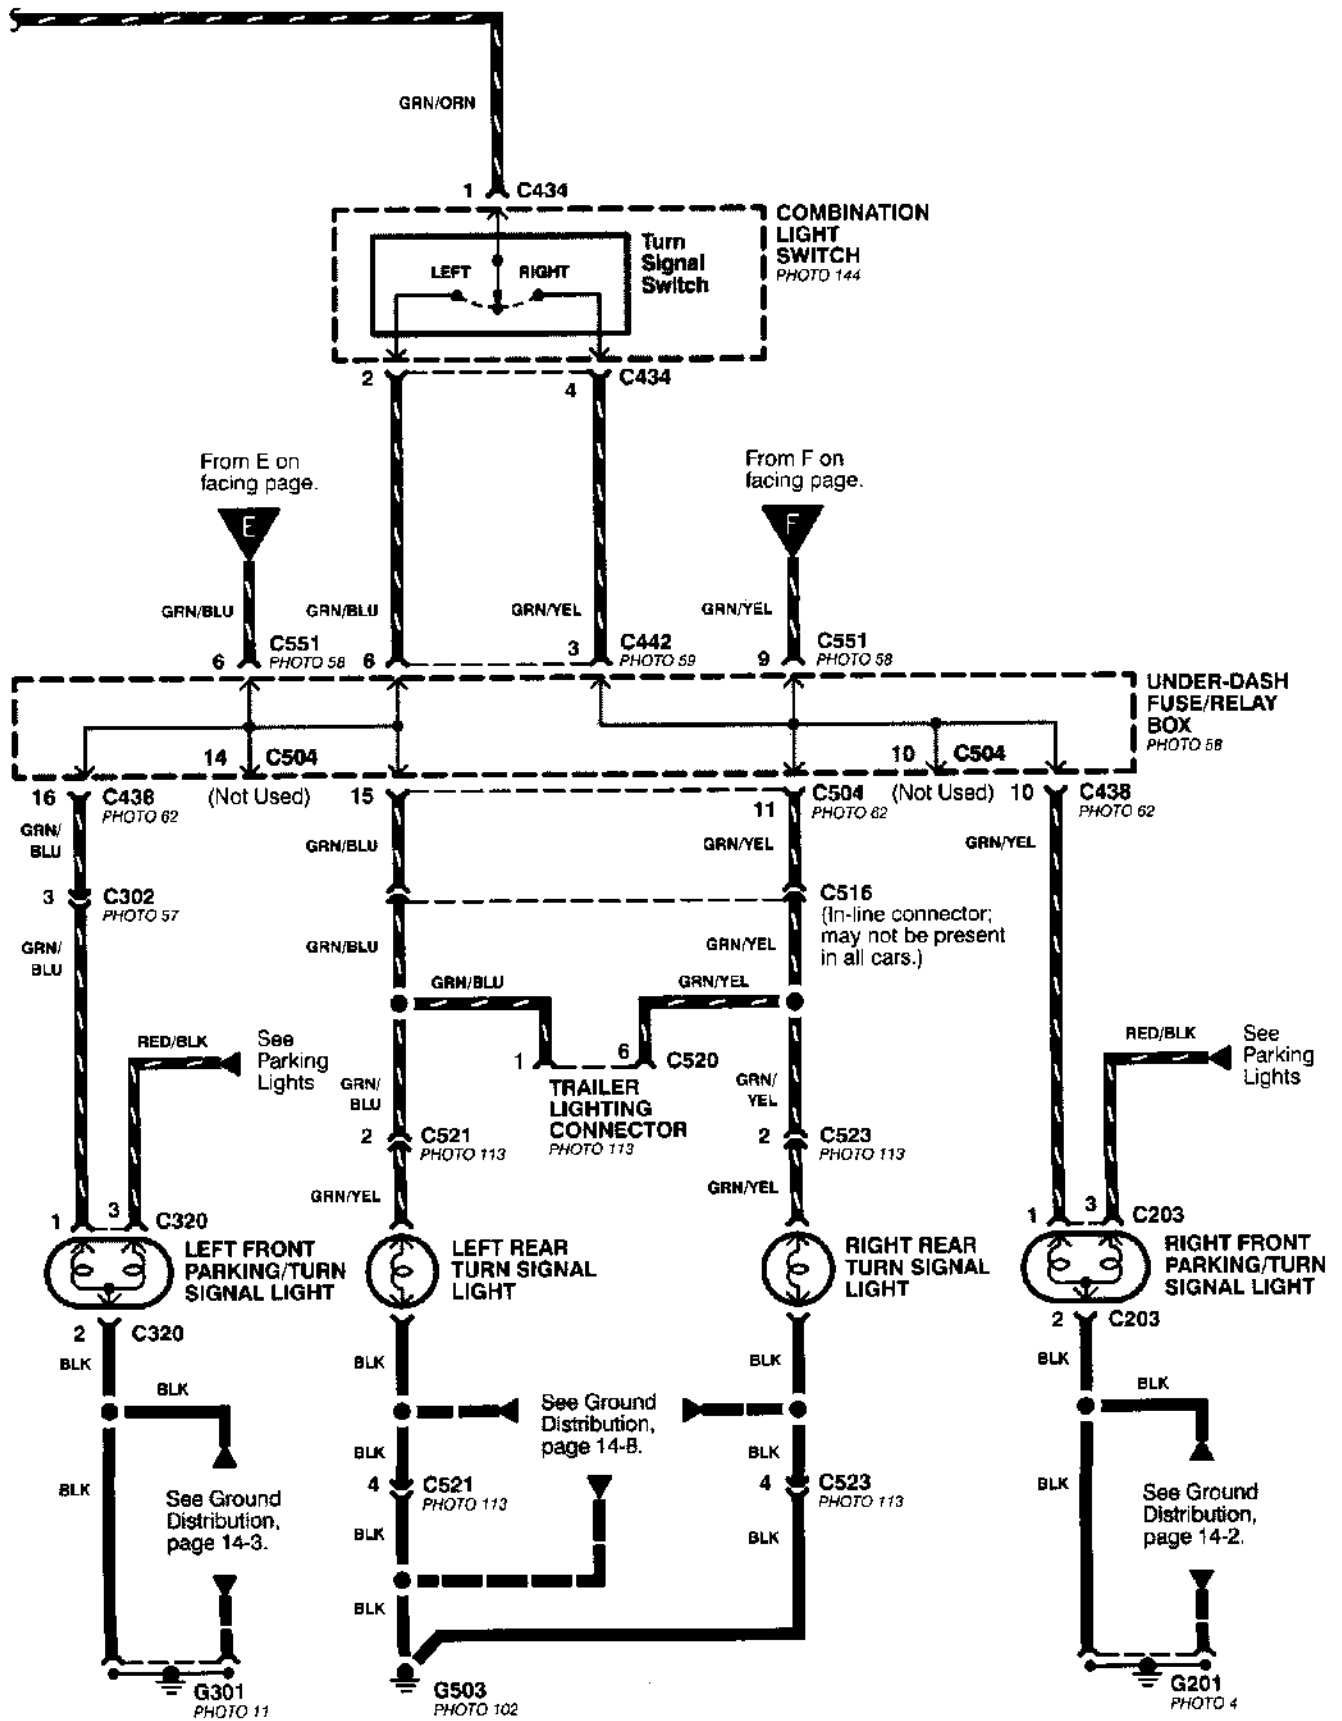 GRN/ORN
1 C434
COMBINATION
LIGHT
SWITCH
PHOTO 144
Turn
Signal
Switch
LEFT RIGHT
2 4 C434
From E on
facing page.
E
From F on
facing page.
F
GRN/BLU GRN/BLU GRN/YEL GRN/YEL
6 C551
PHOTO 58
6 3 C442
PHOTO 59
9 C551
PHOTO 58
UNDER-DASH
FUSE/RELAY
BOX
PHOTO 58
14 C504
(Not Used)
10 C504
(Not Used)
16 C438
PHOTO 62
15
11 C504
PHOTO 62
10 C438
PHOTO 62
GRN/
BLU
GRN/BLU GRN/YEL GRN/YEL
3 C302
PHOTO 57
C516
(In-line connector;
may not be present
in all cars.)
GRN/
BLU
GRN/BLU GRN/YEL
GRN/BLU GRN/YEL
RED/BLK
See
Parking
Lights
1 6 C520
TRAILER
LIGHTING
CONNECTOR
PHOTO 113
RED/BLK
See
Parking
Lights
GRN/
BLU
GRN/
YEL
2 C521
PHOTO 113
2 C523
PHOTO 113
GRN/YEL GRN/YEL
1 3 C320
LEFT FRONT
PARKING/TURN
SIGNAL LIGHT
LEFT REAR
TURN SIGNAL
LIGHT
RIGHT REAR
TURN SIGNAL
LIGHT
1 3 C203
RIGHT FRONT
PARKING/TURN
SIGNAL LIGHT
2 C320
2 C203
BLK BLK BLK BLK
BLK BLK
See Ground
Distribution,
page 14-8.
BLK BLK
4 C521
PHOTO 113
4 C523
PHOTO 113
BLK BLK
See Ground
Distribution,
page 14-3.
See Ground
Distribution,
page 14-2.
BLK BLK
BLK
G301
PHOTO 11
G503
PHOTO 102
G201
PHOTO 4